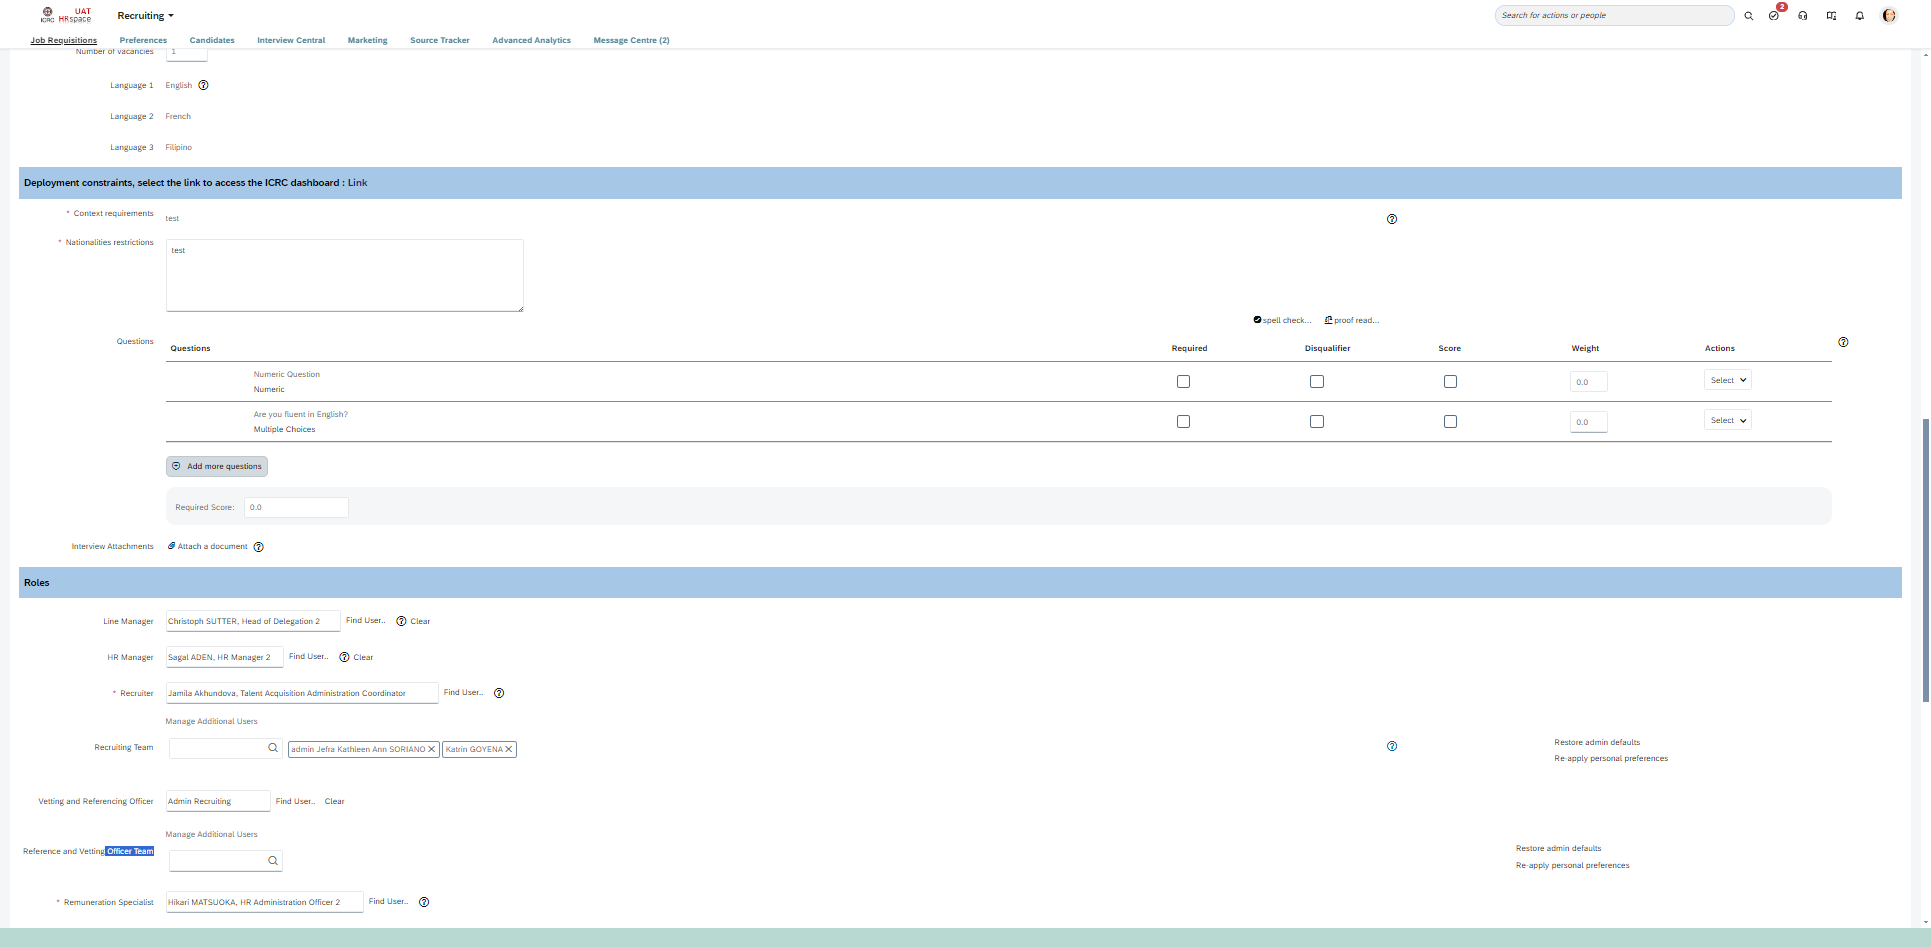 ICRC
UAT
HRspace
Recruiting
Search for actions or people
2
Job Requisitions
Preferences
Candidates
Interview Central
Marketing
Source Tracker
Advanced Analytics
Message Centre (2)
Number of vacancies
1
Language 1
English
Language 2
French
Language 3
Filipino
Deployment constraints, select the link to access the ICRC dashboard : Link
* Context requirements
test
* Nationalities restrictions
test
spell check...
proof read...
Questions
Questions
Required
Disqualifier
Score
Weight
Actions
Numeric Question
Numeric
0.0
Select
Are you fluent in English?
Multiple Choices
0.0
Select
Add more questions
Required Score:
0.0
Interview Attachments
Attach a document
Roles
Line Manager
Christoph SUTTER, Head of Delegation 2
Find User..
Clear
HR Manager
Sagal ADEN, HR Manager 2
Find User..
Clear
* Recruiter
Jamila Akhundova, Talent Acquisition Administration Coordinator
Find User..
Manage Additional Users
Recruiting Team
admin Jefra Kathleen Ann SORIANO
Katrin GOYENA
Restore admin defaults
Re-apply personal preferences
Vetting and Referencing Officer
Admin Recruiting
Find User..
Clear
Manage Additional Users
Reference and Vetting Officer Team
Restore admin defaults
Re-apply personal preferences
* Remuneration Specialist
Hikari MATSUOKA, HR Administration Officer 2
Find User..